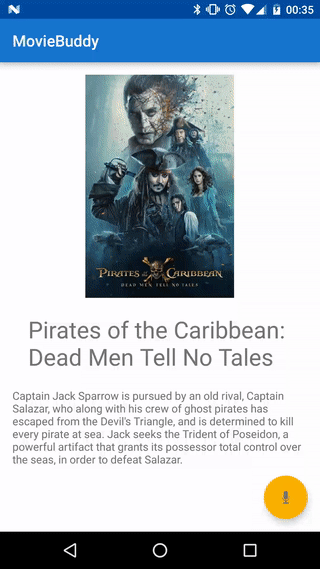 00:35
MovieBuddy
PIRATES OF THE CARIBBEAN
DEAD MEN TELL NO TALES
Pirates of the Caribbean:
Dead Men Tell No Tales
Captain Jack Sparrow is pursued by an old rival, Captain
Salazar, who along with his crew of ghost pirates has
escaped from the Devil's Triangle, and is determined to kill
every pirate at sea. Jack seeks the Trident of Poseidon, a
powerful artifact that grants its possessor total control over
the seas, in order to defeat Salazar.